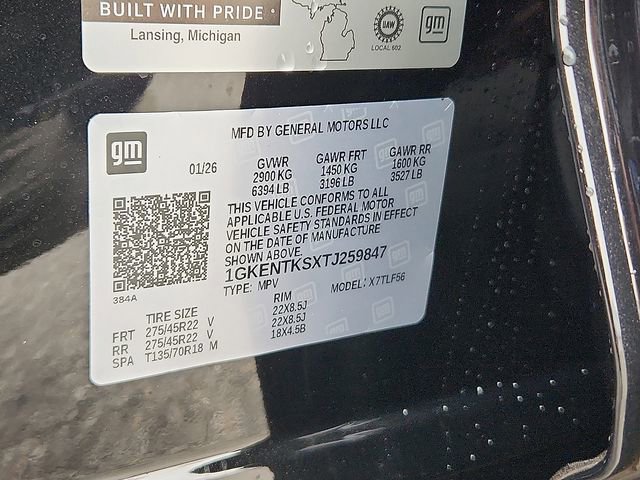 BUILT WITH PRIDE
Lansing, Michigan
UAW
LOCAL 602
gm
gm
MFD BY GENERAL MOTORS LLC
01/26
GVWR GAWR FRT GAWR RR
2900 KG 1450 KG 1600 KG
6394 LB 3196 LB 3527 LB
THIS VEHICLE CONFORMS TO ALL
APPLICABLE U.S. FEDERAL MOTOR
VEHICLE SAFETY STANDARDS IN EFFECT
ON THE DATE OF MANUFACTURE
SHOWN ABOVE.
1GKENTKSXTJ259847
TYPE: MPV MODEL: X7TLF56
384A
TIRE SIZE RIM
FRT 275/45R22 V 22X8.5J
RR 275/45R22 V 22X8.5J
SPA T135/70R18 M 18X4.5B